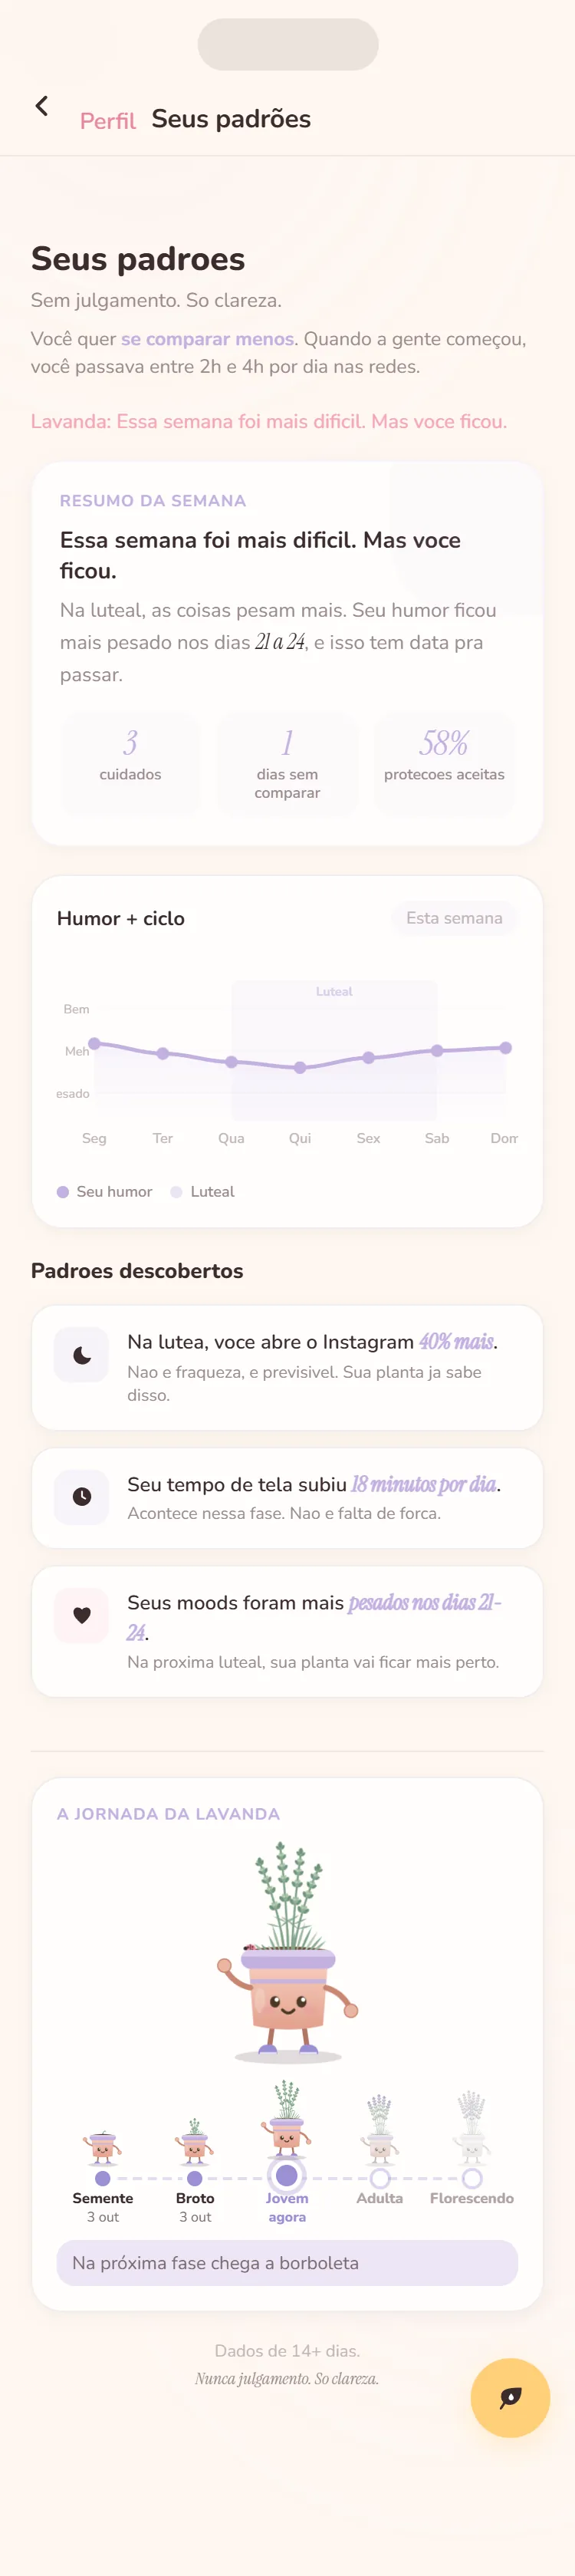 Perfil Seus padrões
Seus padroes
Sem julgamento. So clareza.
Você quer se comparar menos. Quando a gente começou,
você passava entre 2h e 4h por dia nas redes.
Lavanda: Essa semana foi mais dificil. Mas voce ficou.
RESUMO DA SEMANA
Essa semana foi mais dificil. Mas voce
ficou.
Na luteal, as coisas pesam mais. Seu humor ficou
mais pesado nos dias 21 a 24, e isso tem data pra
passar.
3
cuidados
1
dias sem
comparar
58%
protecoes aceitas
Humor + ciclo
Esta semana
Luteal
Bem
Meh
esado
Seg Ter Qua Qui Sex Sab Dom
Seu humor Luteal
Padroes descobertos
Na lutea, voce abre o Instagram 40% mais.
Nao e fraqueza, e previsivel. Sua planta ja sabe
disso.
Seu tempo de tela subiu 18 minutos por dia.
Acontece nessa fase. Nao e falta de forca.
Seus moods foram mais pesados nos dias 21-
24.
Na proxima luteal, sua planta vai ficar mais perto.
A JORNADA DA LAVANDA
Semente
3 out
Broto
3 out
Jovem
agora
Adulta
Florescendo
Na próxima fase chega a borboleta
Dados de 14+ dias.
Nunca julgamento. So clareza.